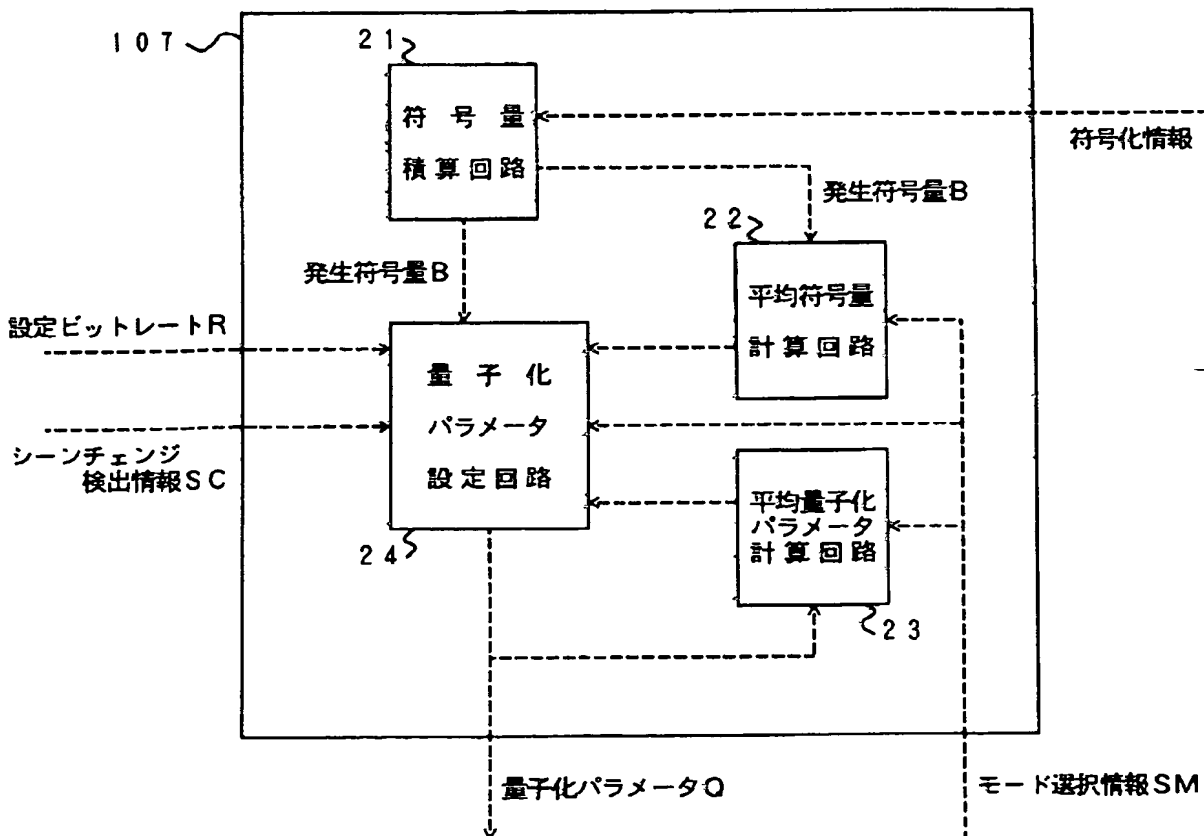 107
21
符号量
積算回路
符号化情報
発生符号量B
22
発生符号量B
平均符号量
計算回路
設定ビットレートR
量子化
パラメータ
設定回路
シーンチェンジ
検出情報SC
平均量子化
パラメータ
計算回路
24
23
量子化パラメータQ
モード選択情報SM